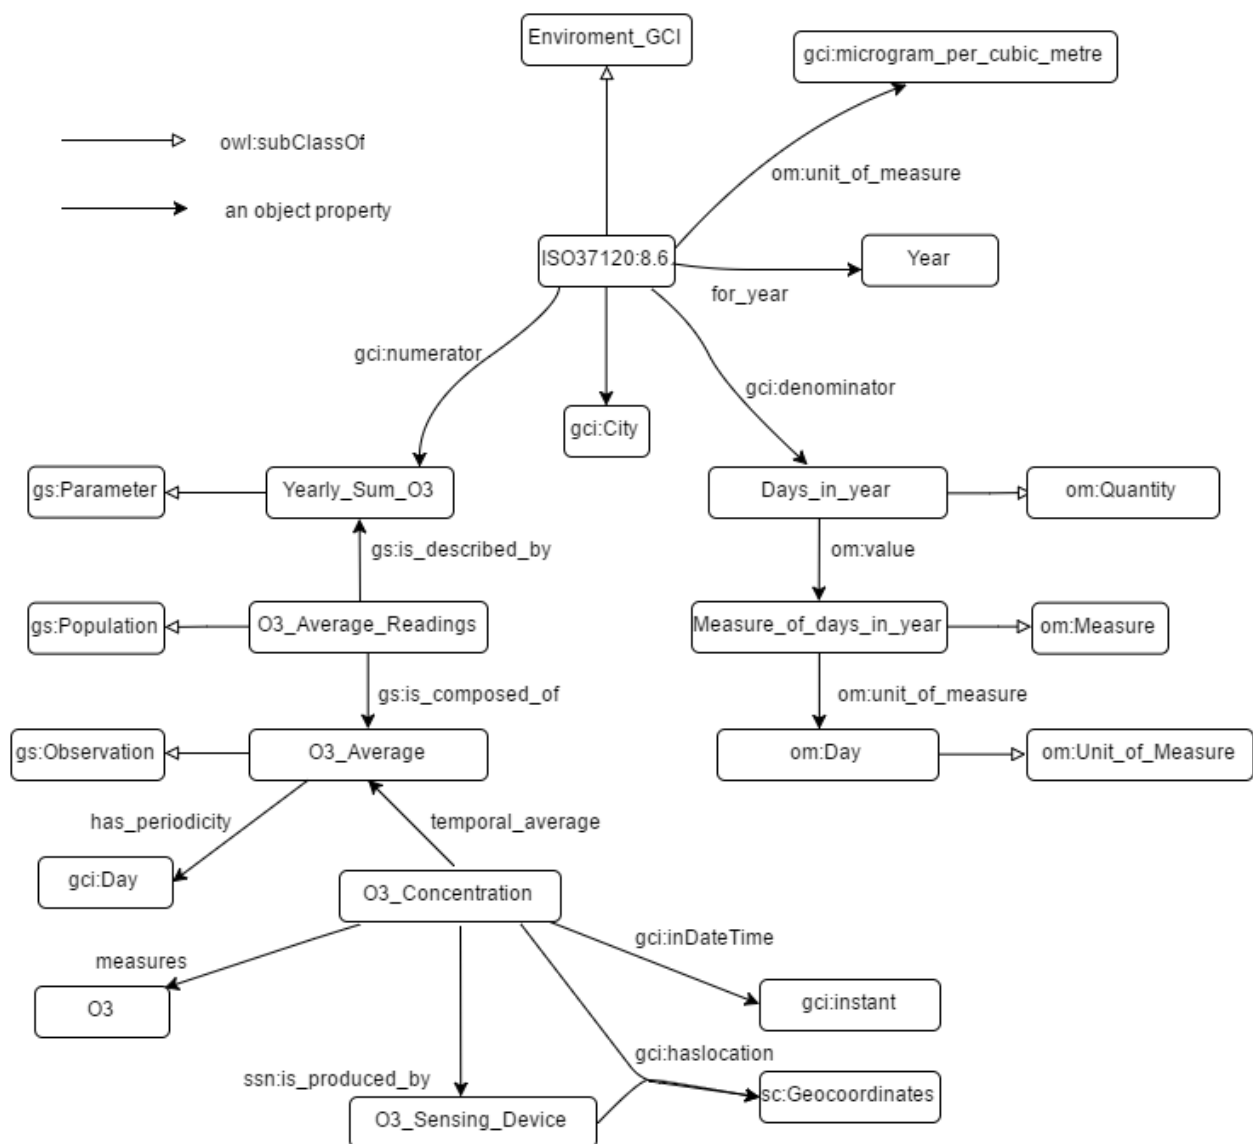 Enviroment_GCI
gci:microgram_per_cubic_metre
owl:subClassOf
om:unit_of_measure
an object property
ISO37120:8.6
Year
for_year
gci:numerator
gci:denominator
gci:City
gs:Parameter
Yearly_Sum_O3
Days_in_year
om:Quantity
gs:is_described_by
om:value
gs:Population
O3_Average_Readings
Measure_of_days_in_year
om:Measure
gs:is_composed_of
om:unit_of_measure
gs:Observation
O3_Average
om:Day
om:Unit_of_Measure
has_periodicity
temporal_average
gci:Day
O3_Concentration
gci:inDateTime
measures
O3
gci:instant
gci:haslocation
ssn:is_produced_by
sc:Geocoordinates
O3_Sensing_Device